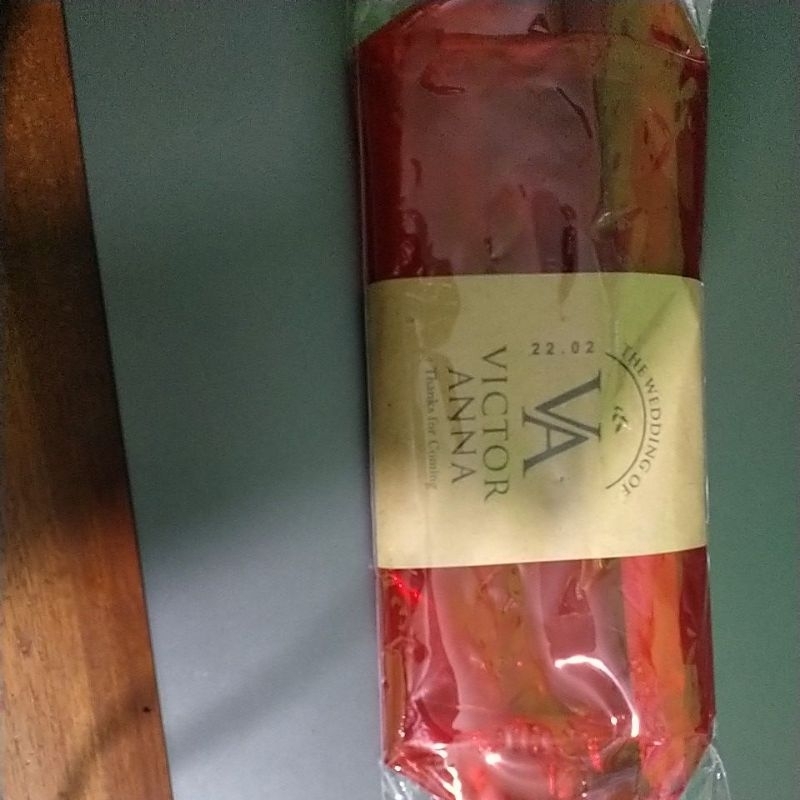 THE WEDDING OF
VA
22.02
VICTOR
ANNA
Thanks for Coming